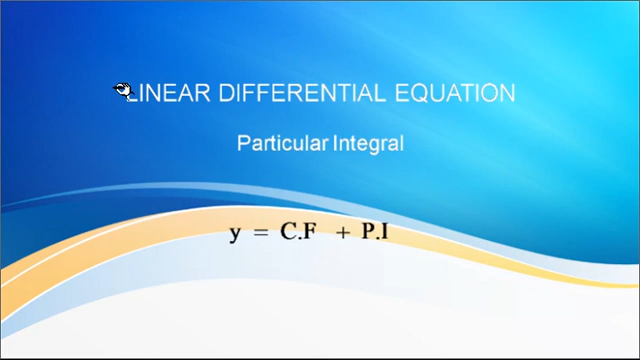 LINEAR DIFFERENTIAL EQUATION
Particular Integral
y = C.F + P.I